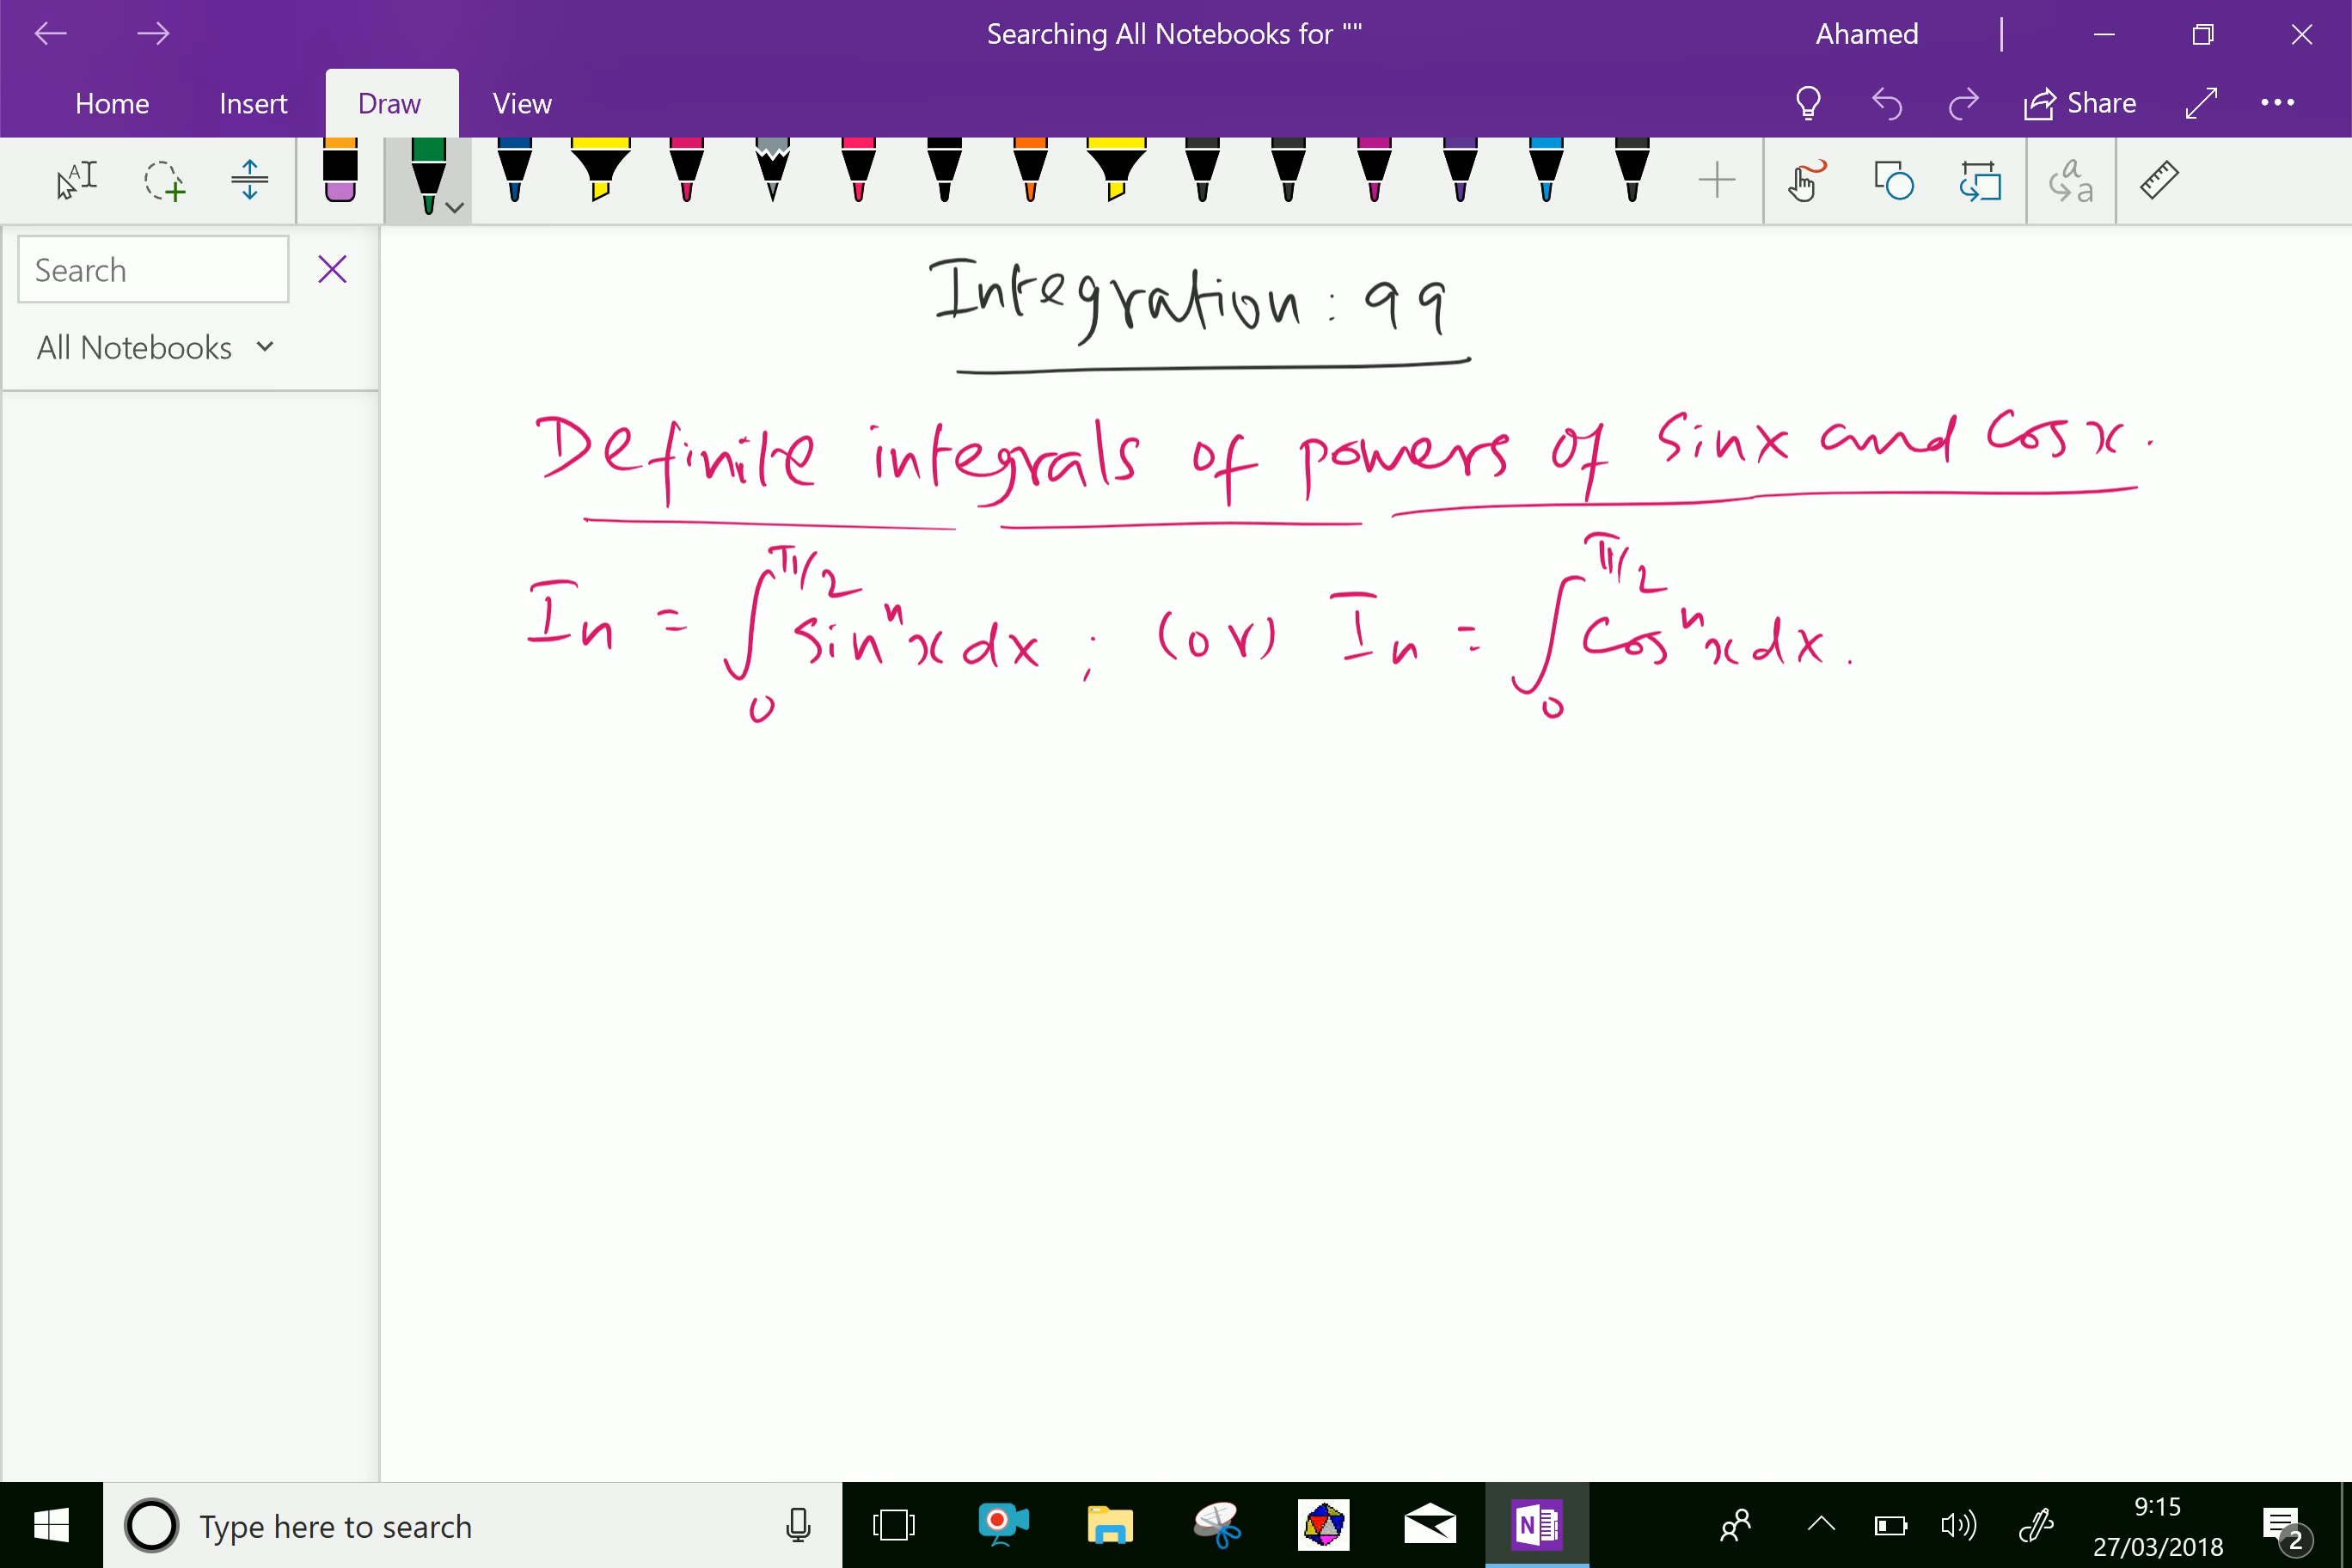 Searching All Notebooks for ""
Ahamed
Home Insert Draw View
Share
Search
All Notebooks
Integration : 99
Definite integrals of powers of sinx and cosx.
Iₙ = ∫₀^(π/2) sinⁿx dx ; (or) Iₙ = ∫₀^(π/2) cosⁿx dx .
Type here to search
N
9:15
27/03/2018
2